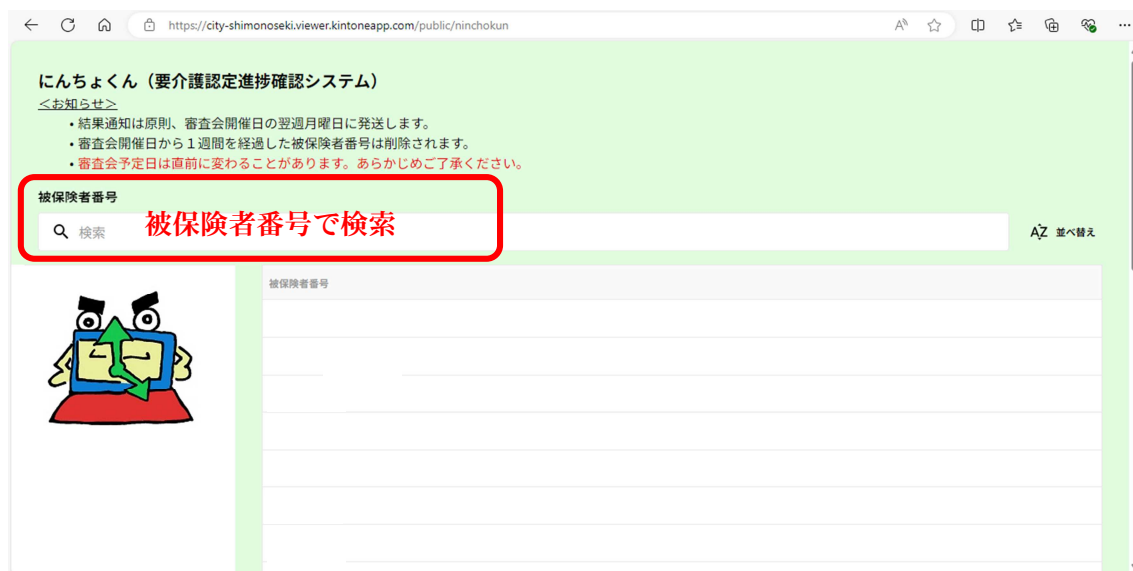 https://city-shimonoseki.viewer.kintoneapp.com/public/ninchokun
にんちょくん（要介護認定進捗確認システム）
＜お知らせ＞
• 結果通知は原則、審査会開催日の翌週月曜日に発送します。
• 審査会開催日から１週間を経過した被保険者番号は削除されます。
• 審査会予定日は直前に変わることがあります。あらかじめご了承ください。
被保険者番号
検索 被保険者番号で検索 AZ 並べ替え
被保険者番号